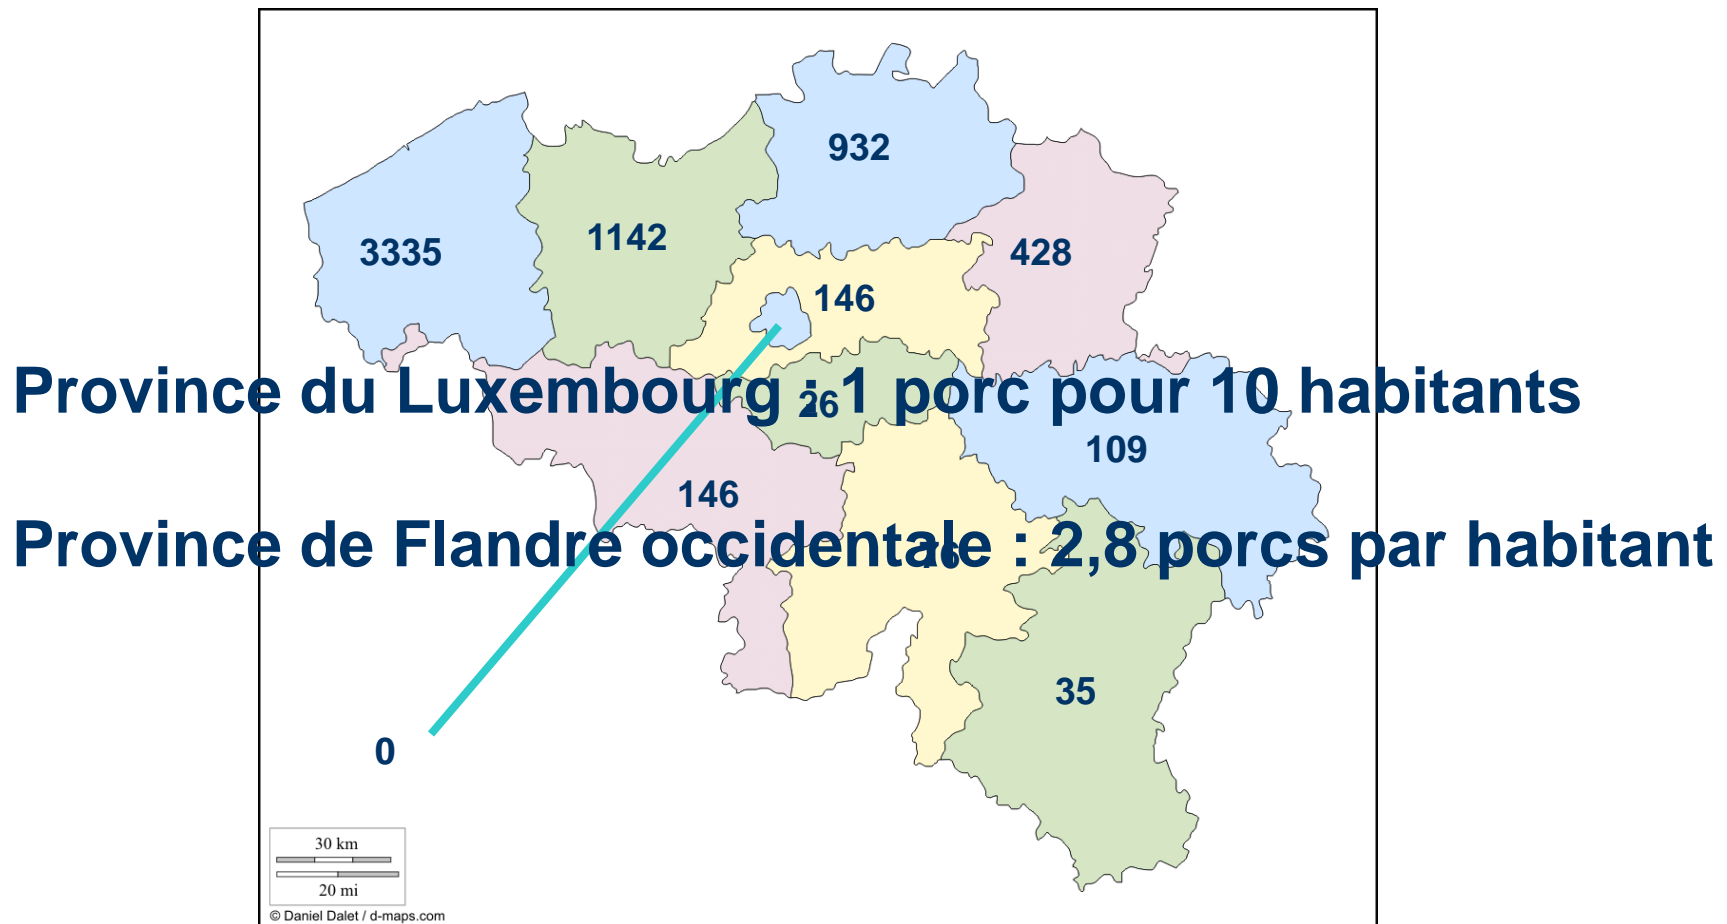 932
1142
3335
428
146
Province du Luxembourg : 1 porc pour 10 habitants
26
109
146
Province de Flandre occidentale : 2,8 porcs par habitant
35
0
30 km
20 mi
© Daniel Dalet / d-maps.com